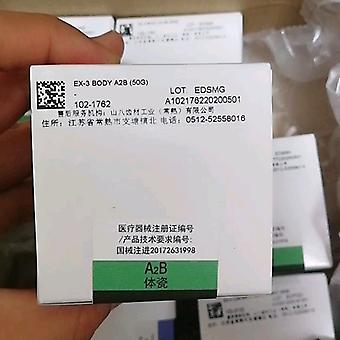 EX-3 BODY A2B (50G)
102-1762
LOT EDSMG
A102176220200501
售后服务机构：山八齿材工业（常熟）有限公司
住所：江苏省常熟市支塘镇北 电话：0512-52558016
医疗器械注册证编号
/产品技术要求编号：
国械注进20172631998
A2B
体瓷